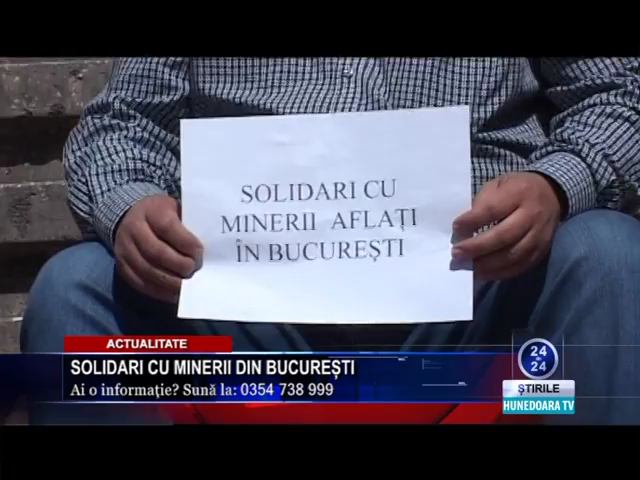 SOLIDARI CU
MINERII AFLAȚI
ÎN BUCUREȘTI
ACTUALITATE
SOLIDARI CU MINERII DIN BUCUREȘTI
Ai o informație? Sună la: 0354 738 999
24
24
ȘTIRILE
HUNEDOARA TV